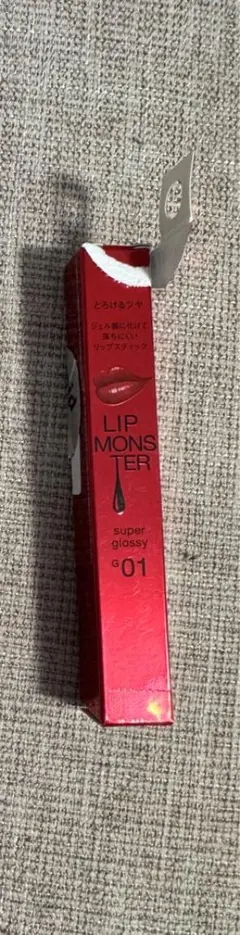 とろけるツヤ
ジェル膜に化けて
落ちにくい
リップスティック
LIP
MONS
TER
super
glossy
G01